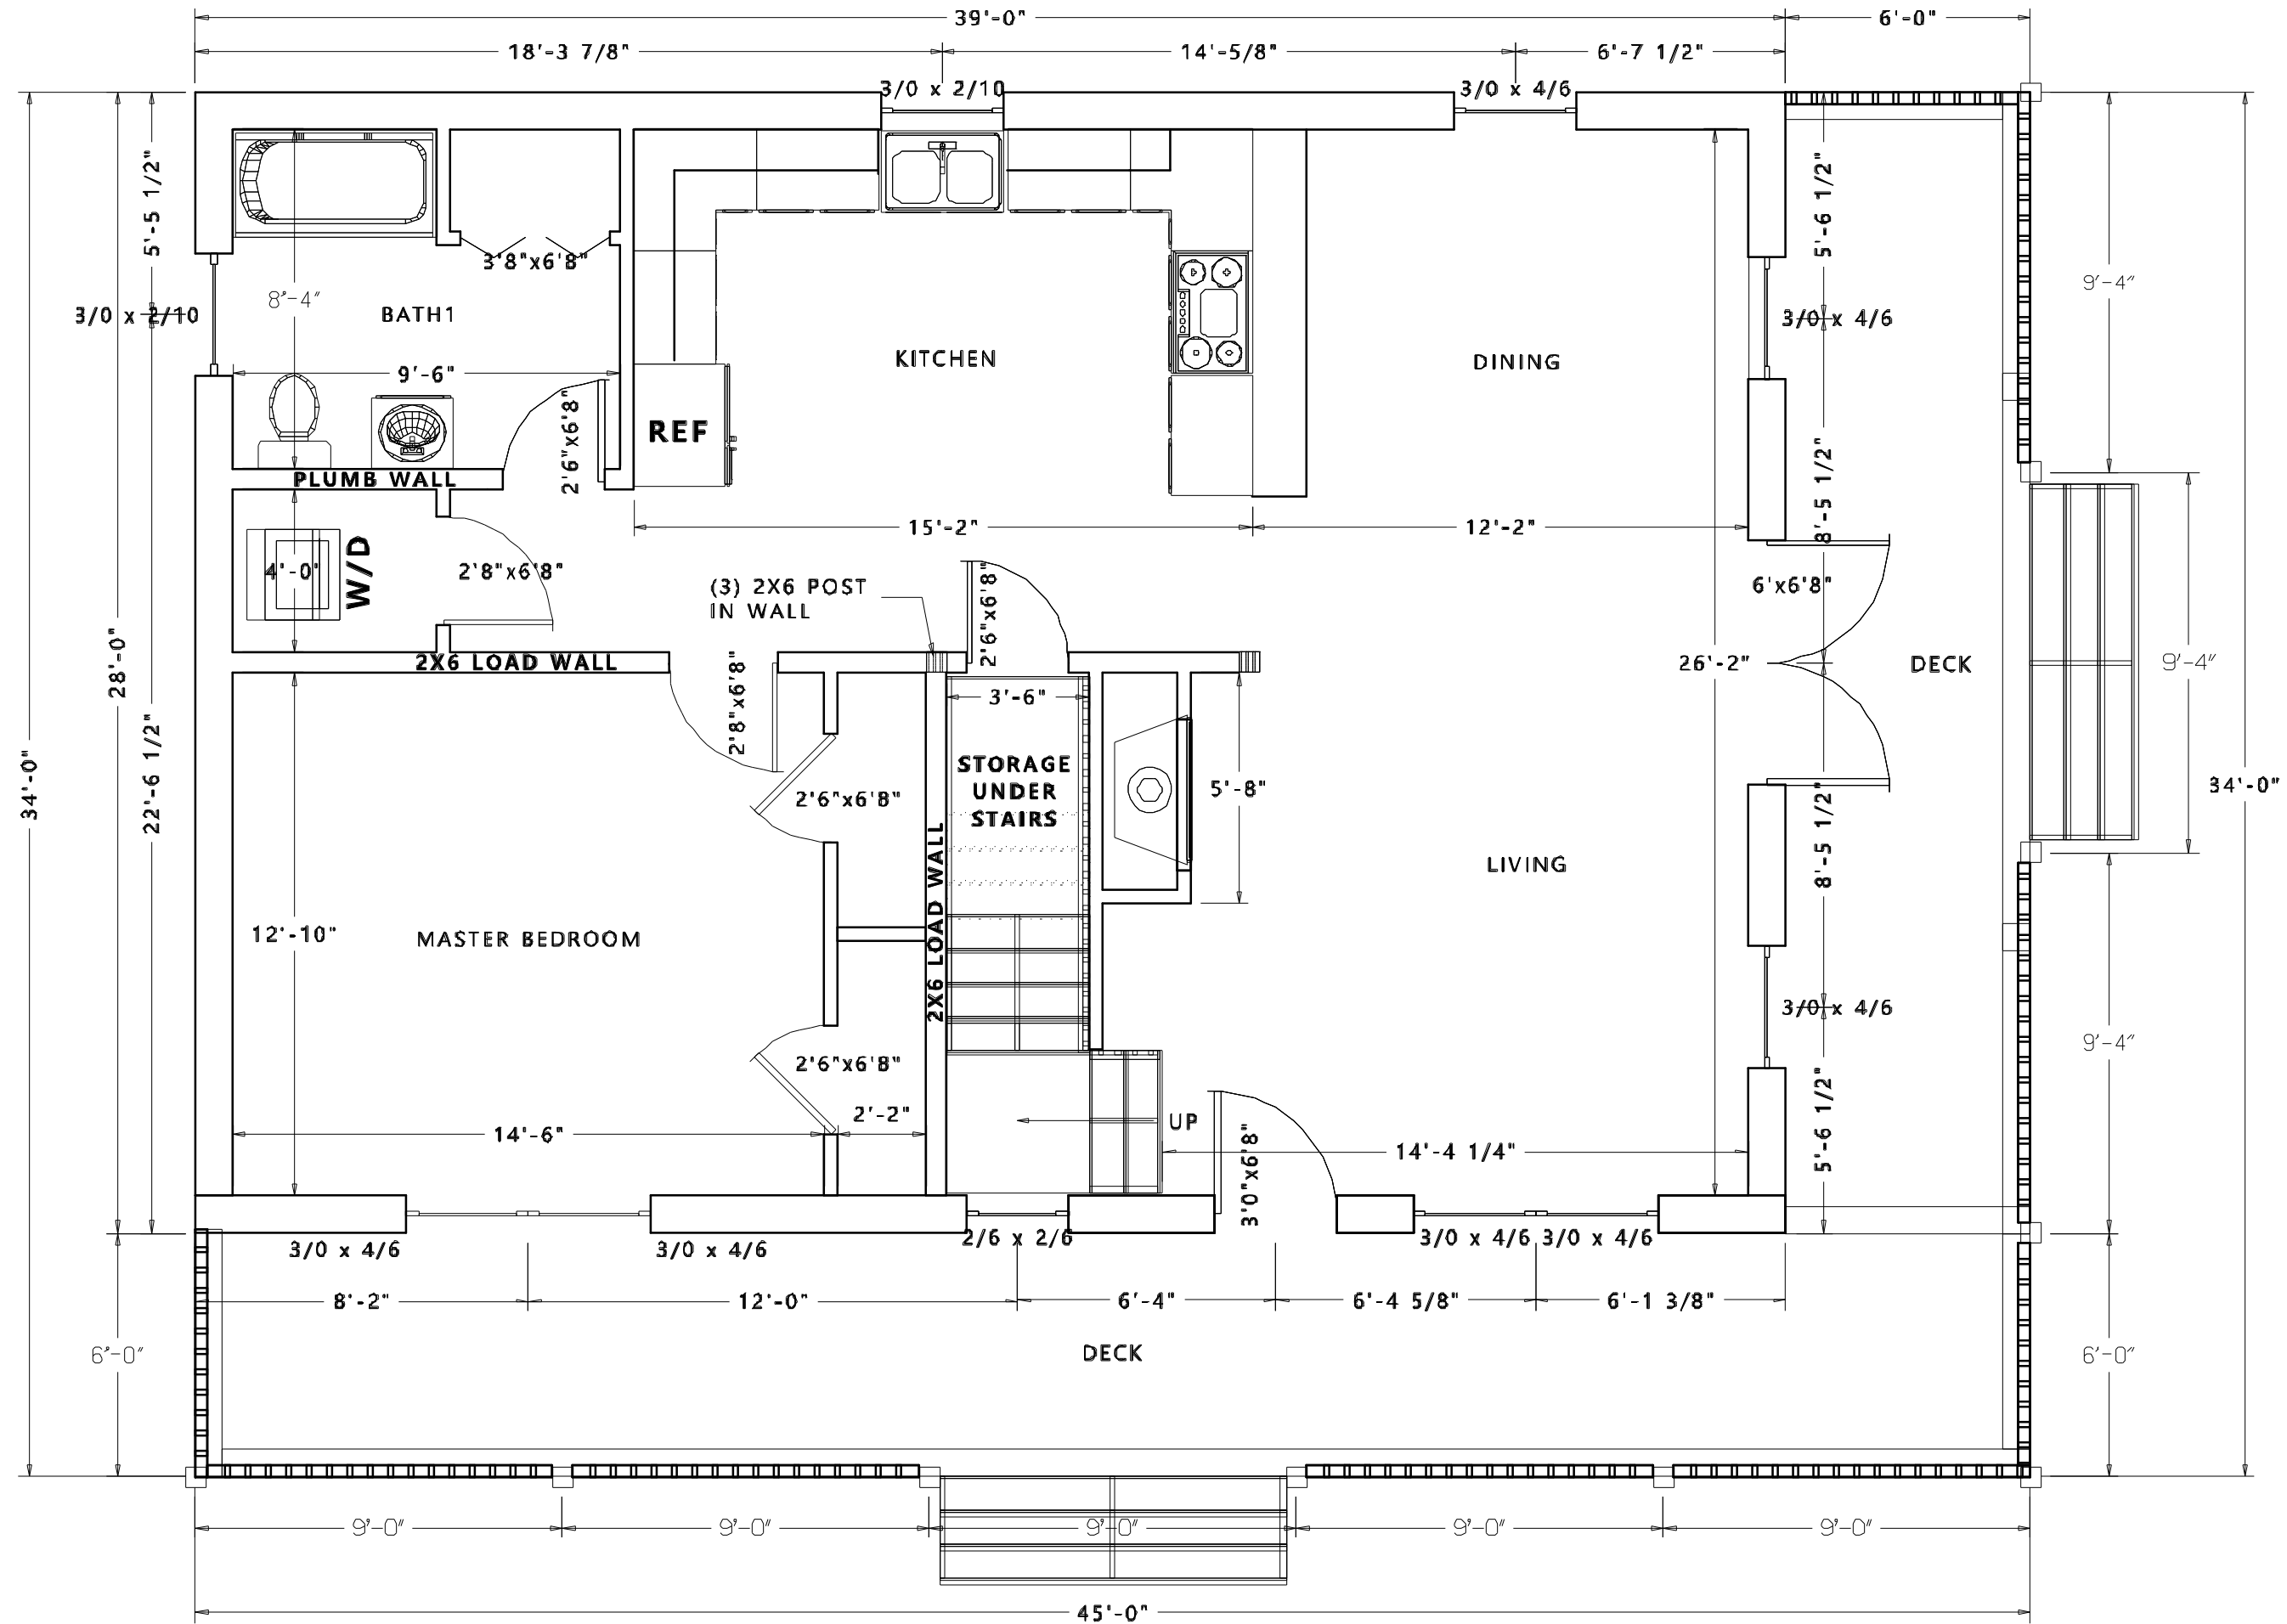 39'-0"
6'-0"
18'-3 7/8"
14'-5/8"
6'-7 1/2"
3/0 x 2/10
3/0 x 4/6
5'-5 1/2"
5'-6 1/2"
3'8"x6'8"
9'-4"
8'-4"
BATH1
3/0 x 2/10
3/0 x 4/6
KITCHEN
DINING
9'-6"
2'6"x6'8"
REF
PLUMB WALL
8'-5 1/2"
15'-2"
12'-2"
4'-0"
W/D
2'8"x6'8"
(3) 2X6 POST
IN WALL
2'6"x6'8"
6'x6'8"
28'-0"
2X6 LOAD WALL
26'-2"
DECK
9'-4"
2'8"x6'8"
3'-6"
34'-0"
22'-6 1/2"
STORAGE
UNDER
STAIRS
2'6"x6'8"
5'-8"
34'-0"
8'-5 1/2"
LIVING
2X6 LOAD WALL
12'-10"
MASTER BEDROOM
3/0 x 4/6
9'-4"
2'6"x6'8"
2'-2"
UP
14'-6"
14'-4 1/4"
5'-6 1/2"
3'0"x6'8"
3/0 x 4/6
3/0 x 4/6
2/6 x 2/6
3/0 x 4/6 3/0 x 4/6
8'-2"
12'-0"
6'-4"
6'-4 5/8"
6'-1 3/8"
6'-0"
DECK
6'-0"
9'-0"
9'-0"
9'-0"
9'-0"
9'-0"
45'-0"